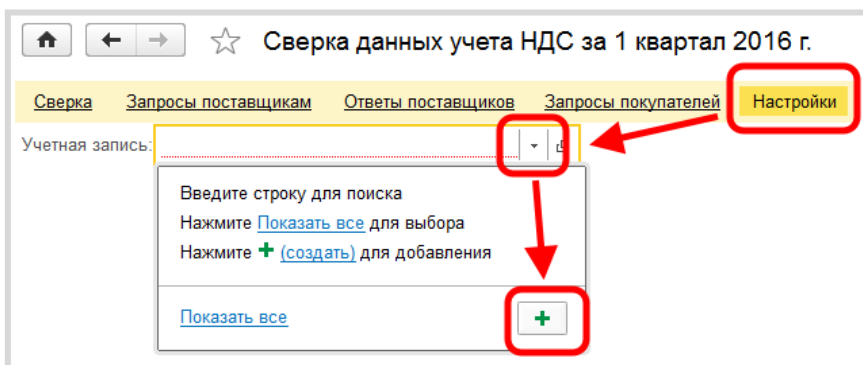 Сверка данных учета НДС за 1 квартал 2016 г.
Сверка Запросы поставщикам Ответы поставщиков Запросы покупателей Настройки
Учетная запись:
Введите строку для поиска
Нажмите Показать все для выбора
Нажмите + (создать) для добавления
Показать все +